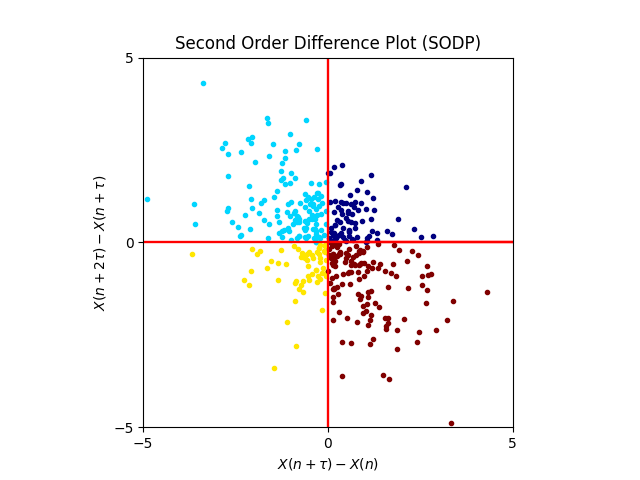 Second Order Difference Plot (SODP)
5
0
−5
X(n + 2τ) − X(n + τ)
−5 0 5
X(n + τ) − X(n)